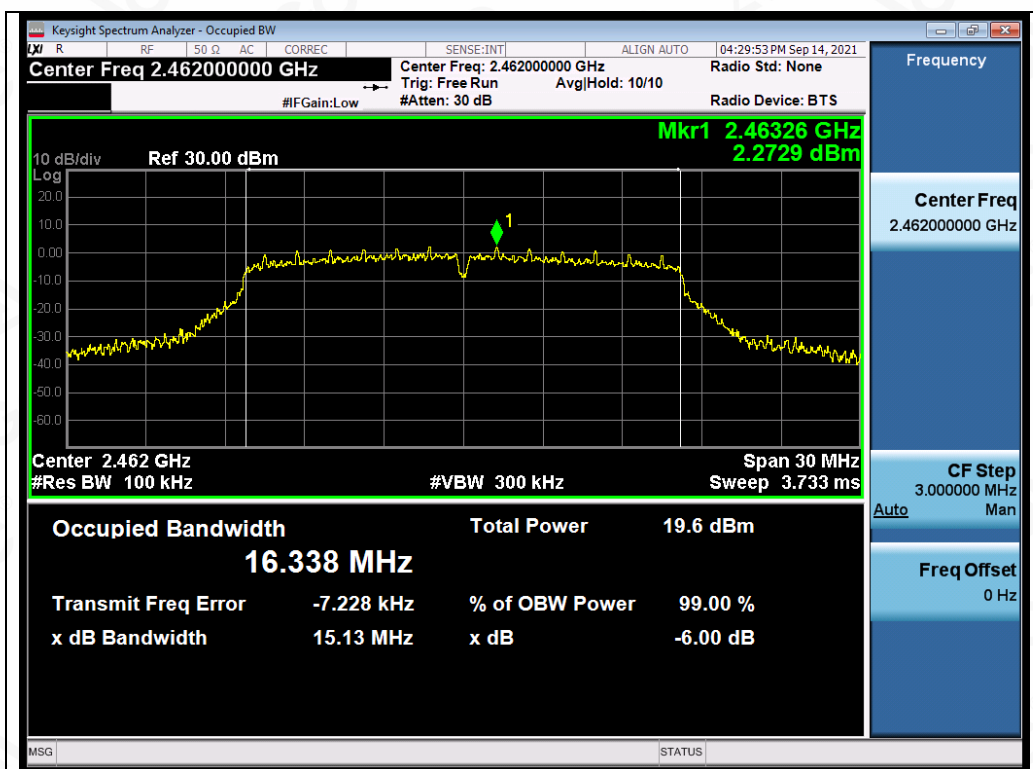 Keysight Spectrum Analyzer - Occupied BW
LXI R RF 50 Ω AC CORREC SENSE:INT ALIGN AUTO 04:29:53 PM Sep 14, 2021
Center Freq 2.462000000 GHz Center Freq: 2.462000000 GHz Radio Std: None
Trig: Free Run Avg|Hold: 10/10
#IFGain:Low #Atten: 30 dB Radio Device: BTS
Mkr1 2.46326 GHz
2.2729 dBm
10 dB/div Ref 30.00 dBm
Log
20.0
10.0
1
0.00
-10.0
-20.0
-30.0
-40.0
-50.0
-60.0
Center 2.462 GHz Span 30 MHz
#Res BW 100 kHz #VBW 300 kHz Sweep 3.733 ms
Occupied Bandwidth Total Power 19.6 dBm
16.338 MHz
Transmit Freq Error -7.228 kHz % of OBW Power 99.00 %
x dB Bandwidth 15.13 MHz x dB -6.00 dB
MSG STATUS
Frequency
Center Freq
2.462000000 GHz
CF Step
3.000000 MHz
Auto Man
Freq Offset
0 Hz